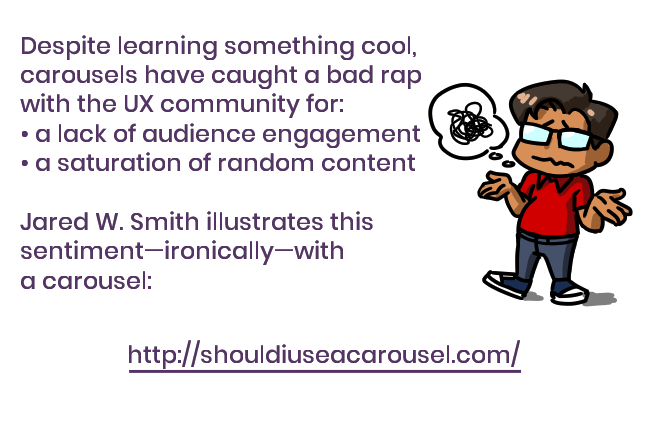 Despite learning something cool,
carousels have caught a bad rap
with the UX community for:
• a lack of audience engagement
• a saturation of random content
Jared W. Smith illustrates this
sentiment—ironically—with
a carousel:
http://shouldiuseacarousel.com/